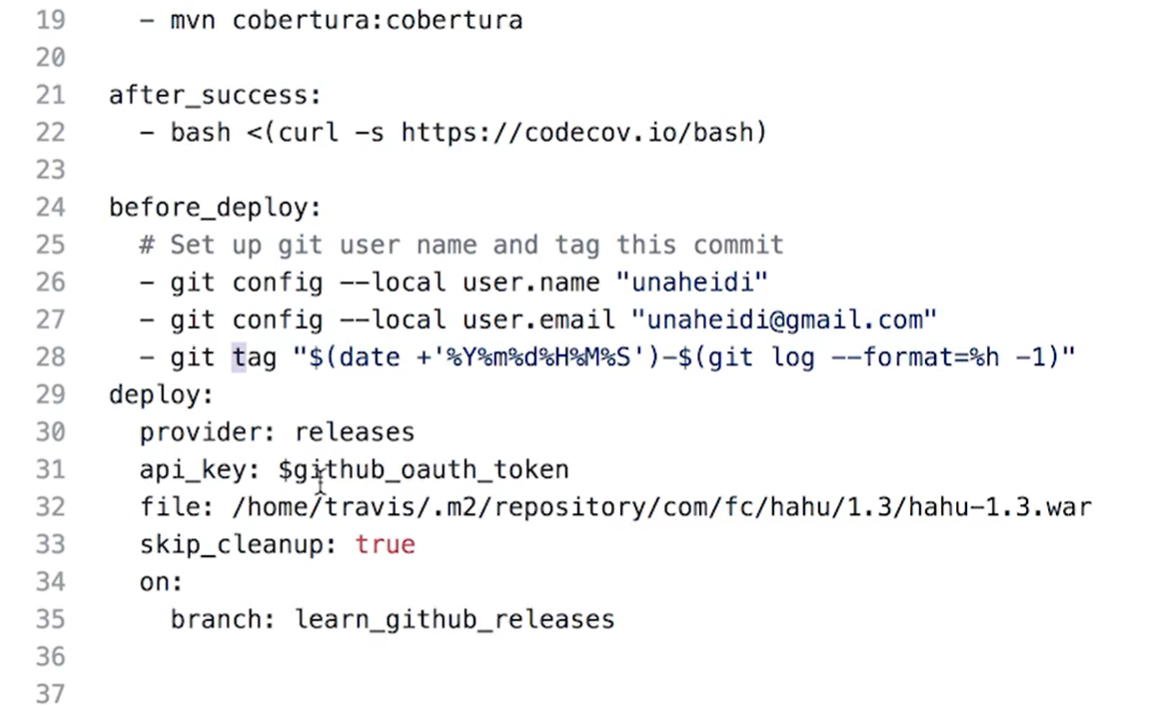 19 - mvn cobertura:cobertura
20
21 after_success:
22 - bash <(curl -s https://codecov.io/bash)
23
24 before_deploy:
25 # Set up git user name and tag this commit
26 - git config --local user.name "unaheidi"
27 - git config --local user.email "unaheidi@gmail.com"
28 - git tag "$(date +'%Y%m%d%H%M%S')-$(git log --format=%h -1)"
29 deploy:
30 provider: releases
31 api_key: $github_oauth_token
32 file: /home/travis/.m2/repository/com/fc/hahu/1.3/hahu-1.3.war
33 skip_cleanup: true
34 on:
35 branch: learn_github_releases
36
37